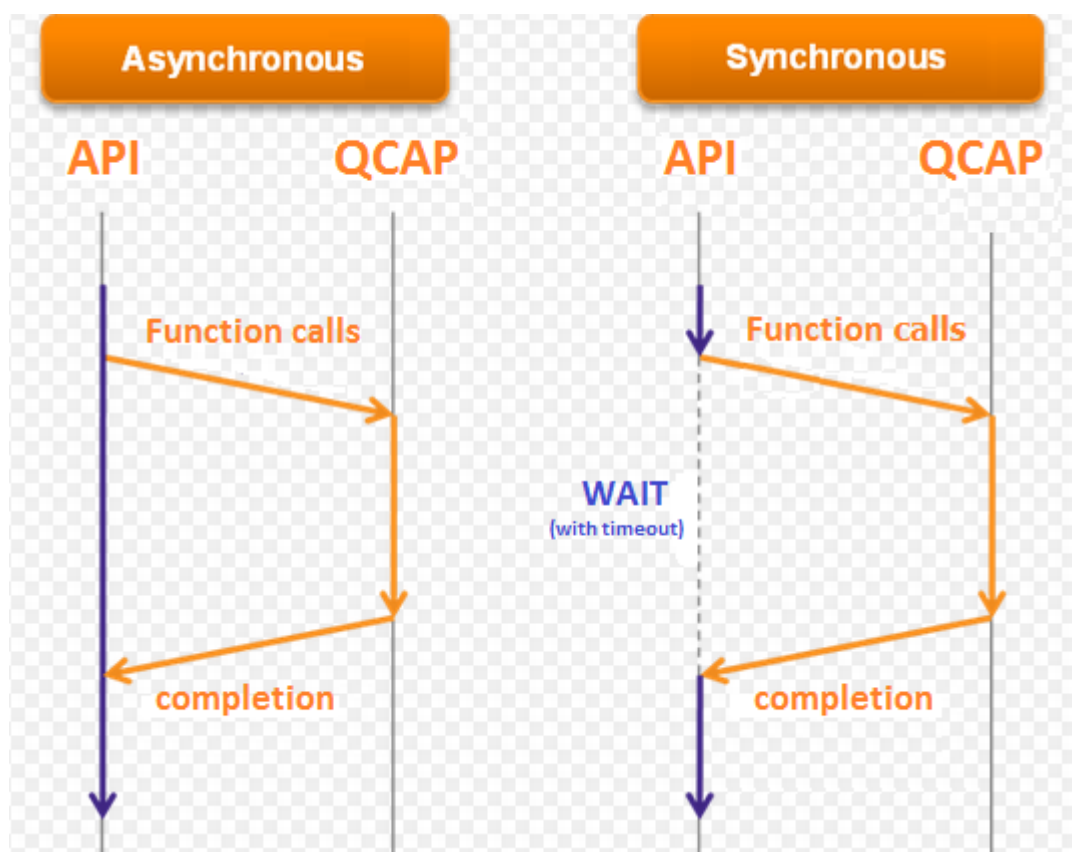 Asynchronous
Synchronous
API
QCAP
API
QCAP
Function calls
Function calls
WAIT
(with timeout)
completion
completion